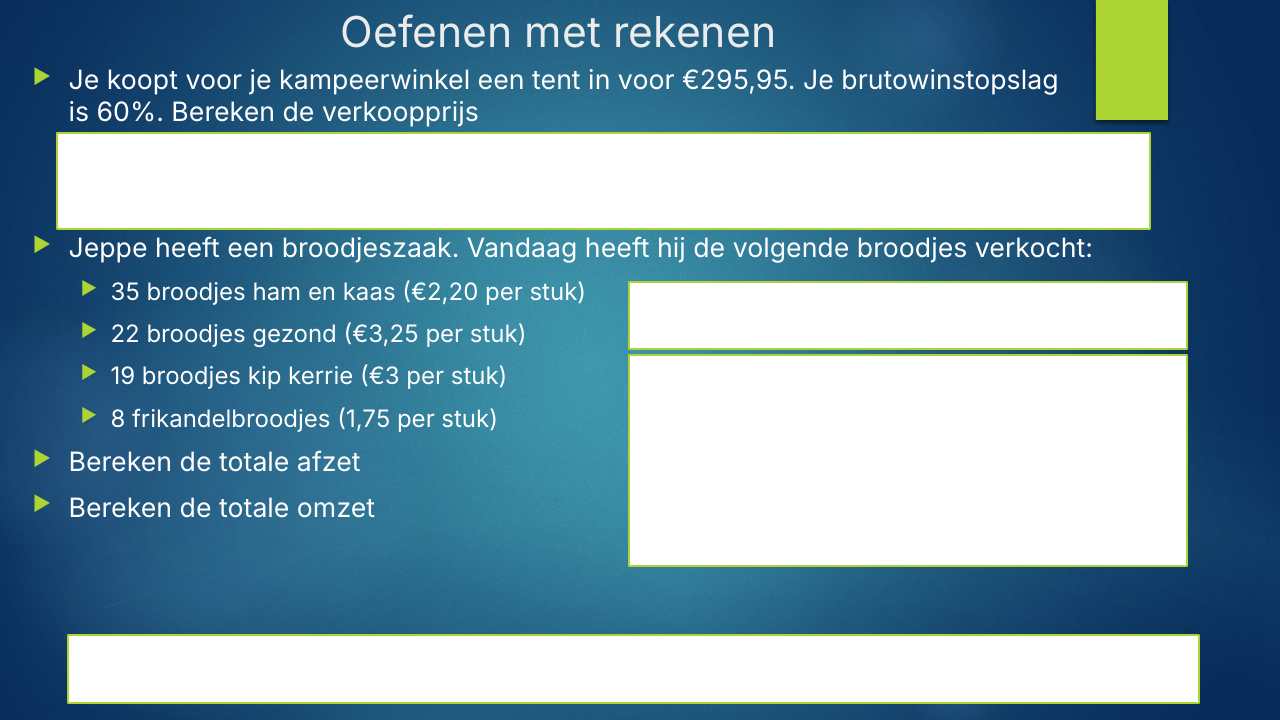 Oefenen met rekenen
Je koopt voor je kampeerwinkel een tent in voor €295,95. Je brutowinstopslag
is 60%. Bereken de verkoopprijs
Jeppe heeft een broodjeszaak. Vandaag heeft hij de volgende broodjes verkocht:
35 broodjes ham en kaas (€2,20 per stuk)
22 broodjes gezond (€3,25 per stuk)
19 broodjes kip kerrie (€3 per stuk)
8 frikandelbroodjes (1,75 per stuk)
Bereken de totale afzet
Bereken de totale omzet